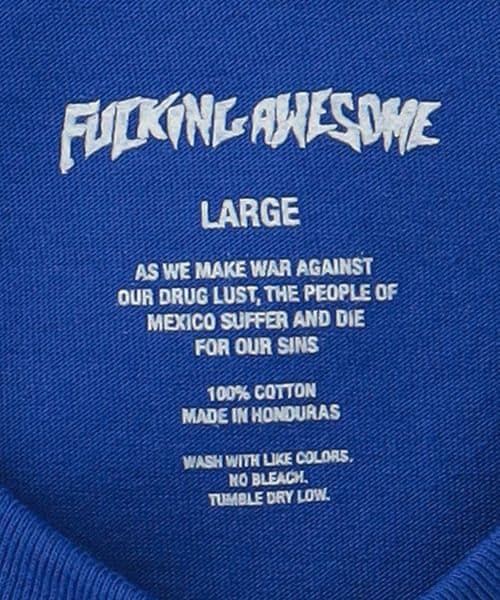 FUCKING AWESOME
LARGE
AS WE MAKE WAR AGAINST
OUR DRUG LUST, THE PEOPLE OF
MEXICO SUFFER AND DIE
FOR OUR SINS
100% COTTON
MADE IN HONDURAS
WASH WITH LIKE COLORS.
NO BLEACH.
TUMBLE DRY LOW.